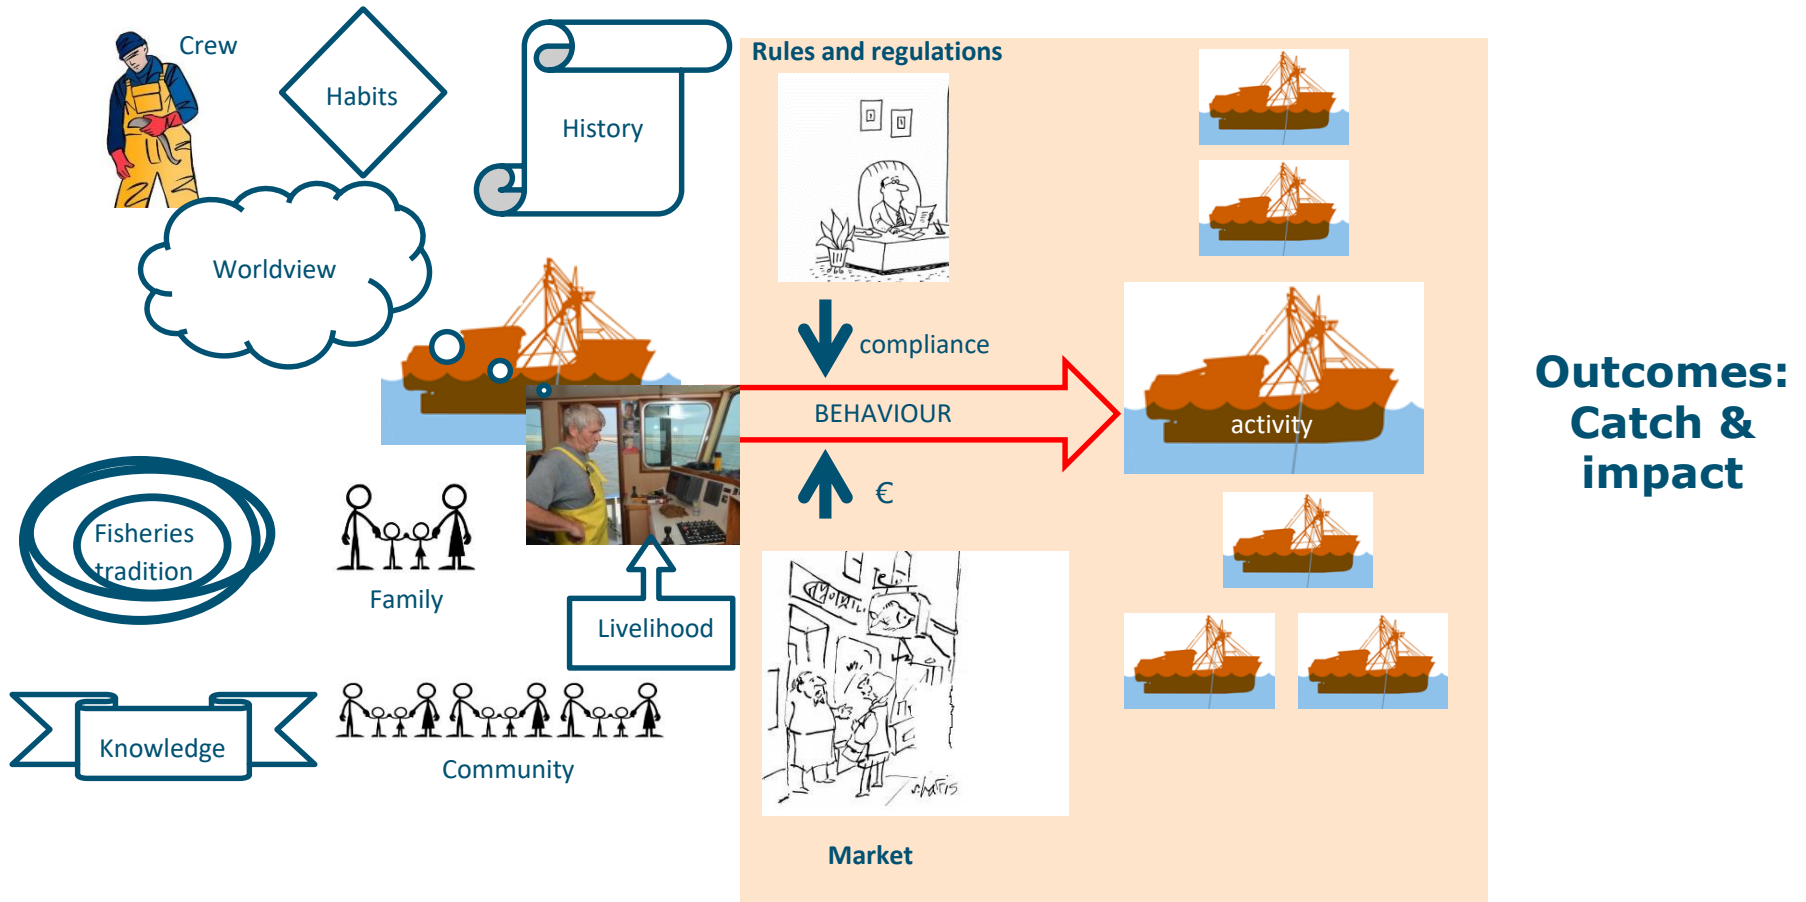 Crew
Habits
History
Worldview
Fisheries
tradition
Family
Livelihood
Knowledge
Community
Rules and regulations
compliance
BEHAVIOUR
€
Market
activity
Outcomes:
Catch &
impact